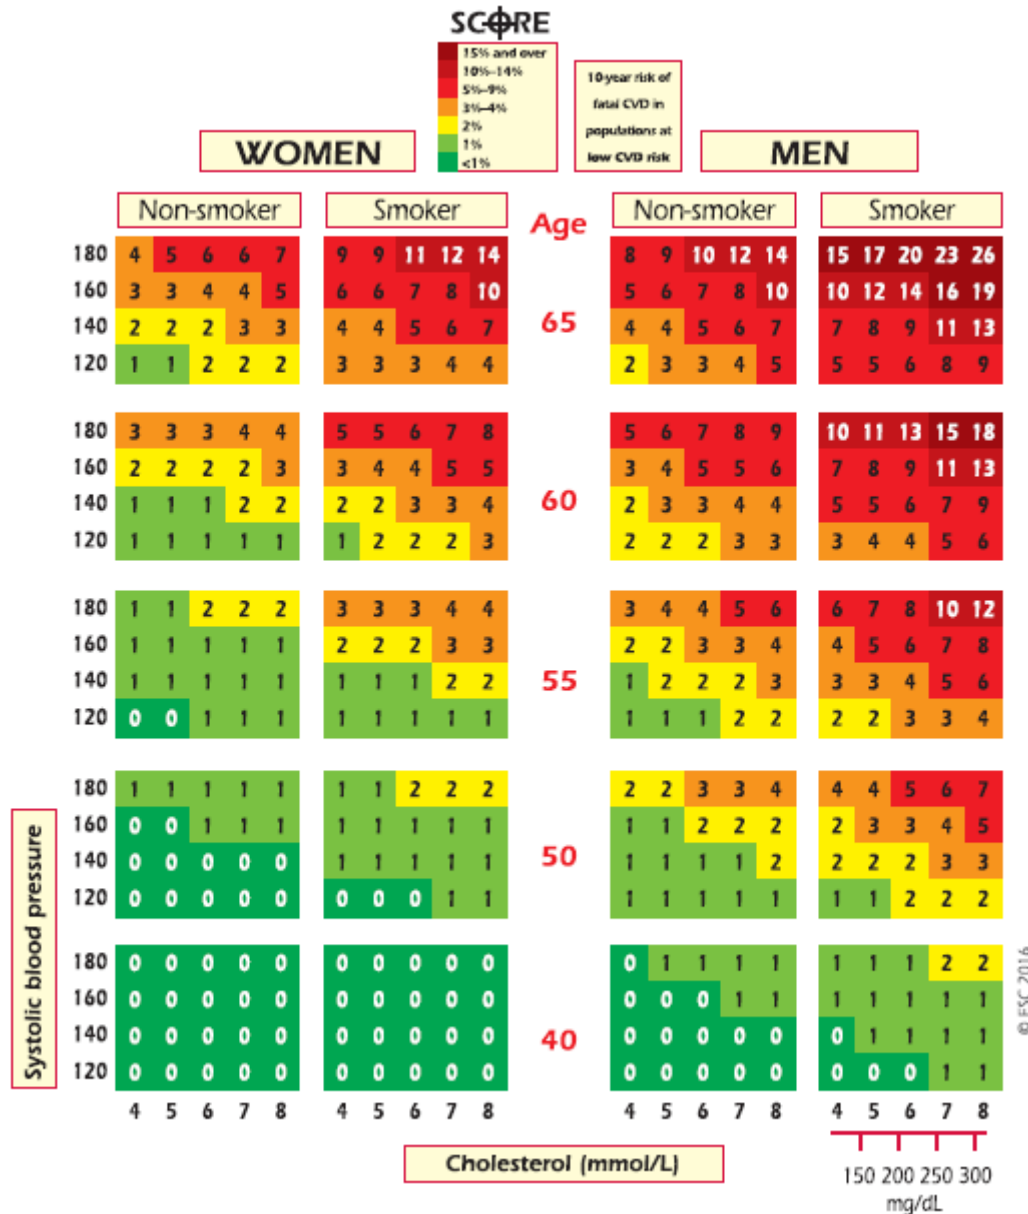 SCORE
15% and over
10%–14%
5%–9%
3%–4%
2%
1%
<1%
10-year risk of
fatal CVD in
populations at
low CVD risk
WOMEN
MEN
Non-smoker Smoker Age Non-smoker Smoker
180 4 5 6 6 7 9 9 11 12 14 8 9 10 12 14 15 17 20 23 26
160 3 3 4 4 5 6 6 7 8 10 5 6 7 8 10 10 12 14 16 19
65
140 2 2 2 3 3 4 4 5 6 7 4 4 5 6 7 7 8 9 11 13
120 1 1 2 2 2 3 3 3 4 4 2 3 3 4 5 5 5 6 8 9
180 3 3 3 4 4 5 5 6 7 8 5 6 7 8 9 10 11 13 15 18
160 2 2 2 2 3 3 4 4 5 5 3 4 5 5 6 7 8 9 11 13
60
140 1 1 1 2 2 2 2 3 3 4 2 3 3 4 4 5 5 6 7 9
120 1 1 1 1 1 1 2 2 2 3 2 2 2 3 3 3 4 4 5 6
180 1 1 2 2 2 3 3 3 4 4 3 4 4 5 6 6 7 8 10 12
160 1 1 1 1 1 2 2 2 3 3 2 2 3 3 4 4 5 6 7 8
55
140 1 1 1 1 1 1 1 1 2 2 1 2 2 2 3 3 3 4 5 6
120 0 0 1 1 1 1 1 1 1 1 1 1 1 2 2 2 2 3 3 4
180 1 1 1 1 1 1 1 2 2 2 2 2 3 3 4 4 4 5 6 7
160 0 0 1 1 1 1 1 1 1 1 1 1 2 2 2 2 3 3 4 5
50
140 0 0 0 0 0 1 1 1 1 1 1 1 1 1 2 2 2 2 3 3
120 0 0 0 0 0 0 0 0 1 1 1 1 1 1 1 1 1 2 2 2
180 0 0 0 0 0 0 0 0 0 0 0 1 1 1 1 1 1 1 2 2
160 0 0 0 0 0 0 0 0 0 0 0 0 0 1 1 1 1 1 1 1
40
140 0 0 0 0 0 0 0 0 0 0 0 0 0 0 0 0 1 1 1 1
120 0 0 0 0 0 0 0 0 0 0 0 0 0 0 0 0 0 0 1 1
4 5 6 7 8 4 5 6 7 8 4 5 6 7 8 4 5 6 7 8
Systolic blood pressure
Cholesterol (mmol/L)
150 200 250 300
mg/dL
© ESC 2016